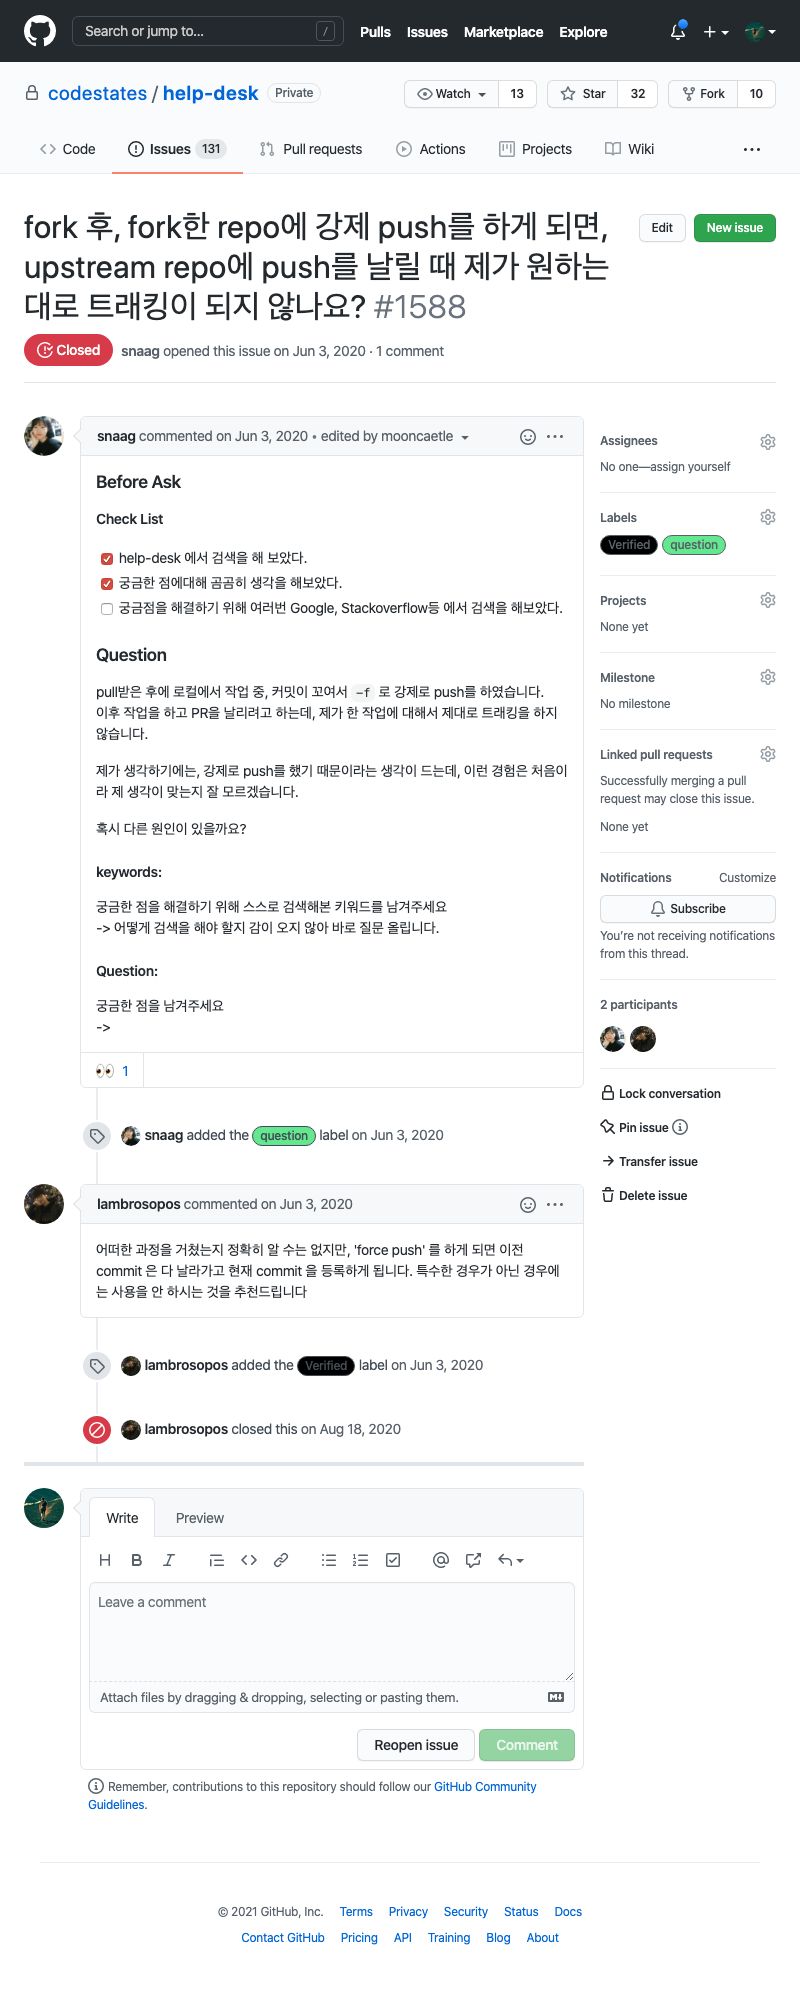 Search or jump to... /
Pulls Issues Marketplace Explore
codestates / help-desk Private
Watch 13 Star 32 Fork 10
Code Issues 131 Pull requests Actions Projects Wiki
fork 후, fork한 repo에 강제 push를 하게 되면,
upstream repo에 push를 날릴 때 제가 원하는
대로 트래킹이 되지 않나요? #1588
Edit New issue
Closed snaag opened this issue on Jun 3, 2020 · 1 comment
snaag commented on Jun 3, 2020 • edited by mooncaetle
Before Ask
Check List
help-desk 에서 검색을 해 보았다.
궁금한 점에대해 곰곰히 생각을 해보았다.
궁금점을 해결하기 위해 여러번 Google, Stackoverflow등 에서 검색을 해보았다.
Question
pull받은 후에 로컬에서 작업 중, 커밋이 꼬여서 -f 로 강제로 push를 하였습니다.
이후 작업을 하고 PR을 날리려고 하는데, 제가 한 작업에 대해서 제대로 트래킹을 하지
않습니다.
제가 생각하기에는, 강제로 push를 했기 때문이라는 생각이 드는데, 이런 경험은 처음이
라 제 생각이 맞는지 잘 모르겠습니다.
혹시 다른 원인이 있을까요?
keywords:
궁금한 점을 해결하기 위해 스스로 검색해본 키워드를 남겨주세요
-> 어떻게 검색을 해야 할지 감이 오지 않아 바로 질문 올립니다.
Question:
궁금한 점을 남겨주세요
->
1
snaag added the question label on Jun 3, 2020
lambrosopos commented on Jun 3, 2020
어떠한 과정을 거쳤는지 정확히 알 수는 없지만, 'force push' 를 하게 되면 이전
commit 은 다 날라가고 현재 commit 을 등록하게 됩니다. 특수한 경우가 아닌 경우에
는 사용을 안 하시는 것을 추천드립니다
lambrosopos added the Verified label on Jun 3, 2020
lambrosopos closed this on Aug 18, 2020
Write Preview
Leave a comment
Attach files by dragging & dropping, selecting or pasting them.
Reopen issue Comment
Remember, contributions to this repository should follow our GitHub Community
Guidelines.
Assignees
No one—assign yourself
Labels
Verified question
Projects
None yet
Milestone
No milestone
Linked pull requests
Successfully merging a pull
request may close this issue.
None yet
Notifications Customize
Subscribe
You're not receiving notifications
from this thread.
2 participants
Lock conversation
Pin issue
Transfer issue
Delete issue
© 2021 GitHub, Inc. Terms Privacy Security Status Docs
Contact GitHub Pricing API Training Blog About